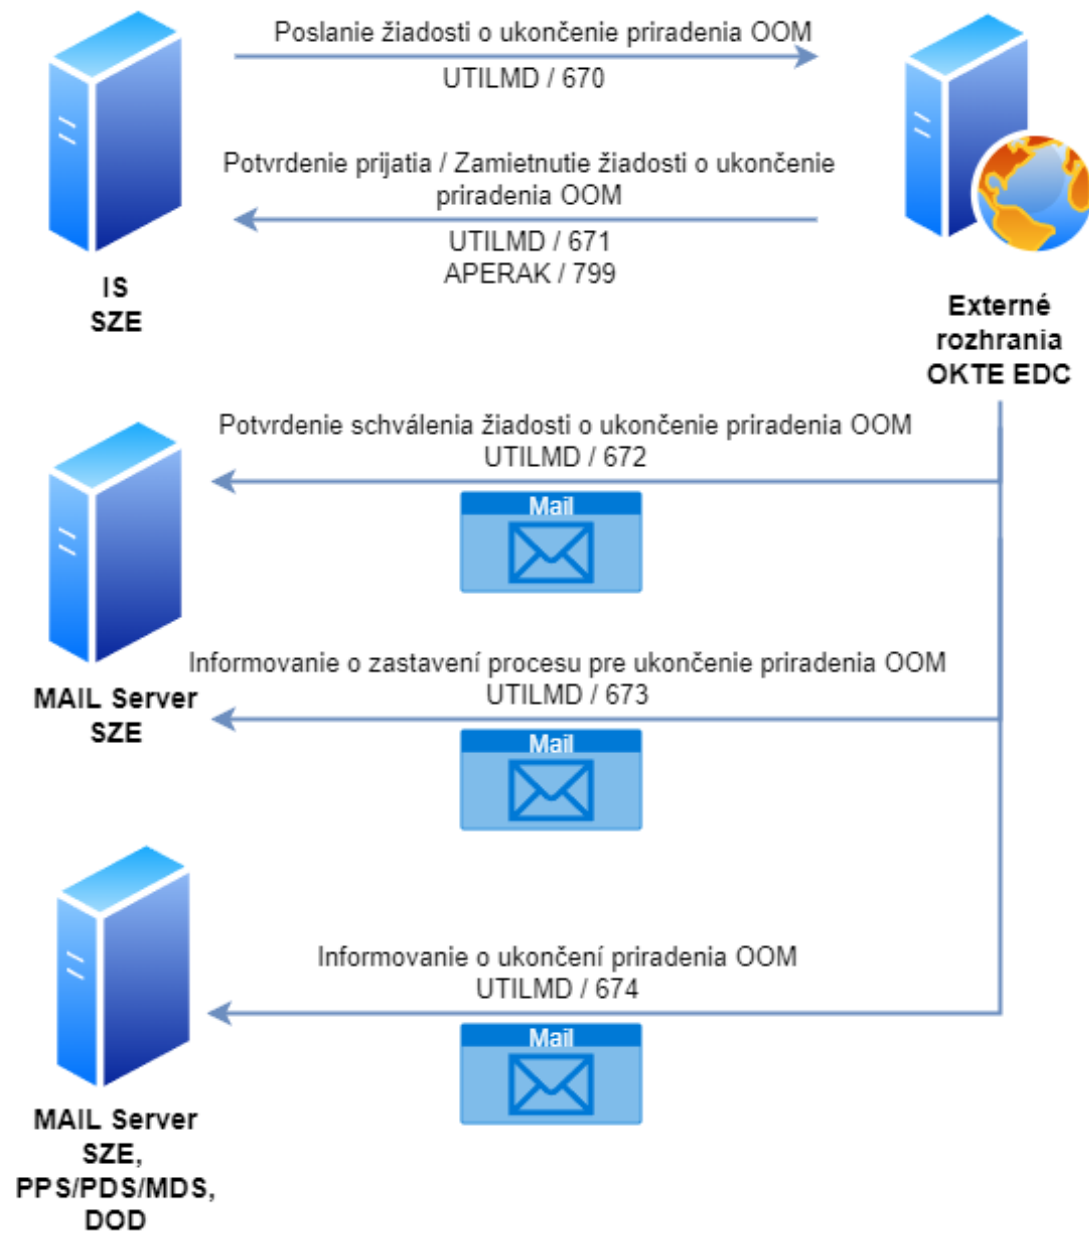 Poslanie žiadosti o ukončenie priradenia OOM
UTILMD / 670
Potvrdenie prijatia / Zamietnutie žiadosti o ukončenie
priradenia OOM
UTILMD / 671
APERAK / 799
IS
SZE
Externé
rozhrania
OKTE EDC
Potvrdenie schválenia žiadosti o ukončenie priradenia OOM
UTILMD / 672
Mail
MAIL Server
SZE
Informovanie o zastavení procesu pre ukončenie priradenia OOM
UTILMD / 673
Mail
Informovanie o ukončení priradenia OOM
UTILMD / 674
Mail
MAIL Server
SZE,
PPS/PDS/MDS,
DOD